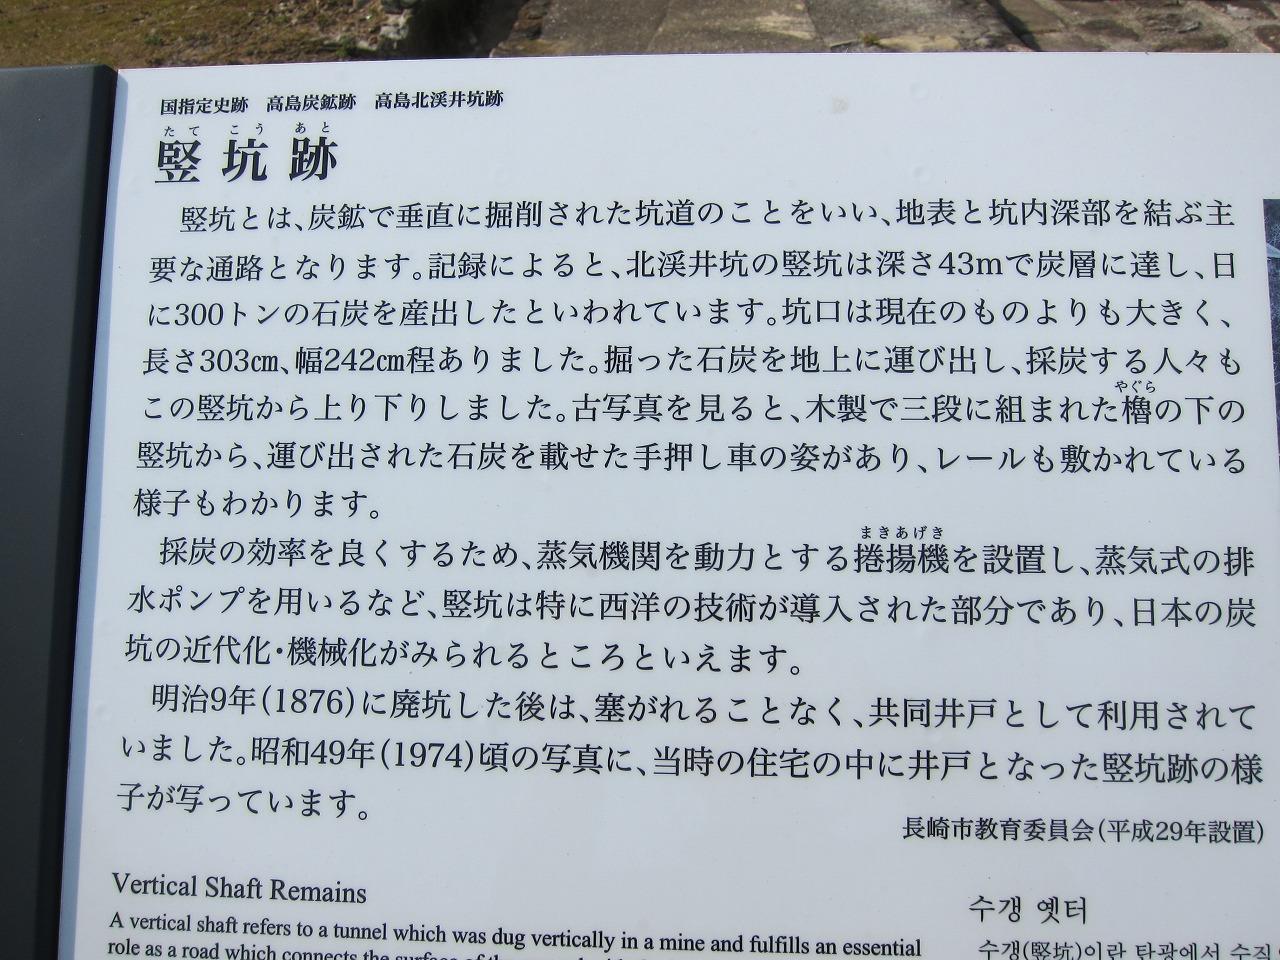 国指定史跡 高島炭鉱跡 高島北渓井坑跡
たて こう あと
竪坑跡
竪坑とは、炭鉱で垂直に掘削された坑道のことをいい、地表と坑内深部を結ぶ主
要な通路となります。記録によると、北渓井坑の竪坑は深さ43mで炭層に達し、日
に300トンの石炭を産出したといわれています。坑口は現在のものよりも大きく、
長さ303㎝、幅242㎝程ありました。掘った石炭を地上に運び出し、採炭する人々も
やぐら
この竪坑から上り下りしました。古写真を見ると、木製で三段に組まれた擓の下の
竪坑から、運び出された石炭を載せた手押し車の姿があり、レールも敷かれている
様子もわかります。
まきあげき
採炭の効率を良くするため、蒸気機関を動力とする捲揚機を設置し、蒸気式の排
水ポンプを用いるなど、竪坑は特に西洋の技術が導入された部分であり、日本の炭
坑の近代化・機械化がみられるところといえます。
明治9年(1876)に廃坑した後は、塞がれることなく、共同井戸として利用されて
いました。昭和49年(1974)頃の写真に、当時の住宅の中に井戸となった竪坑跡の様
子が写っています。
長崎市教育委員会(平成29年設置)
Vertical Shaft Remains
A vertical shaft refers to a tunnel which was dug vertically in a mine and fulfills an essential
role as a road which connects the surface of the
수갱 옛터
수갱(竪坑)이란 탄광에서 수직